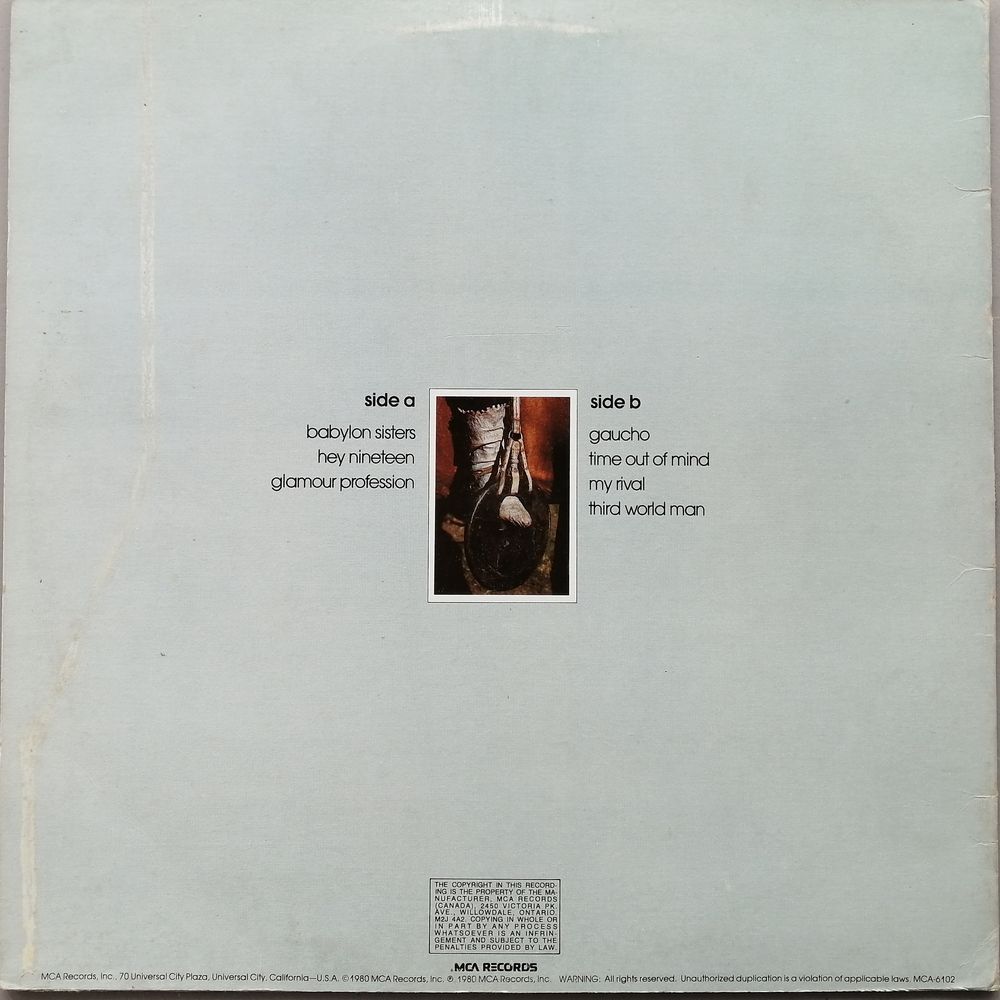 side a
babylon sisters
hey nineteen
glamour profession
side b
gaucho
time out of mind
my rival
third world man
THE COPYRIGHT IN THIS RECORD-
ING IS THE PROPERTY OF THE MA-
NUFACTURER, MCA RECORDS
(CANADA), 2450 VICTORIA PK.
AVE., WILLOWDALE, ONTARIO.
M2J 4A2. COPYING IN WHOLE OR
IN PART BY ANY PROCESS
WHATSOEVER IS AN INFRIN-
GEMENT AND SUBJECT TO THE
PENALTIES PROVIDED BY LAW.
MCA RECORDS
MCA Records, Inc., 70 Universal City Plaza, Universal City, California—U.S.A. ©1980 MCA Records, Inc. ℗ 1980 MCA Records, Inc. WARNING: All rights reserved. Unauthorized duplication is a violation of applicable laws. MCA-6102